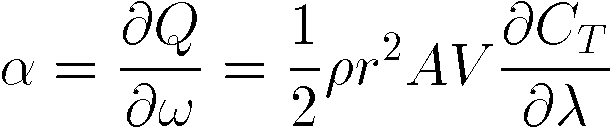 α = ∂Q/∂ω = 1/2 ρr²AV ∂C_T/∂λ